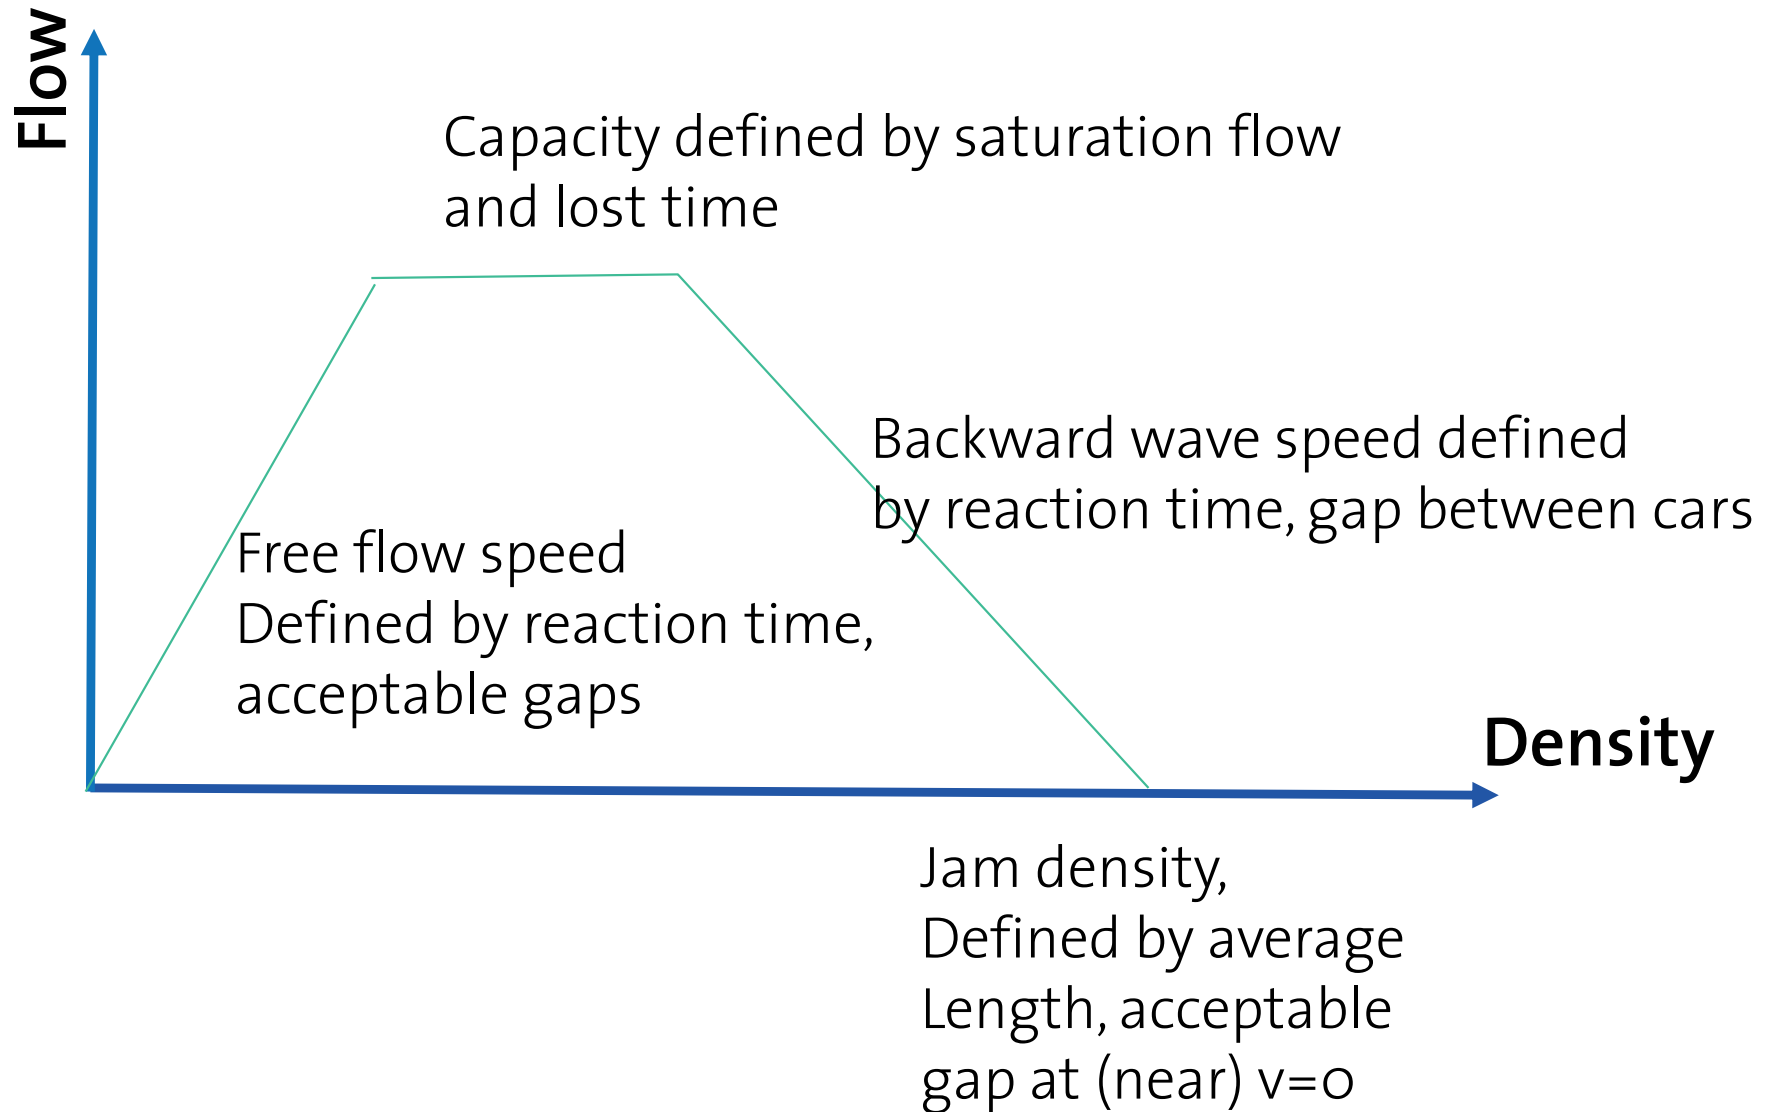 Flow
Capacity defined by saturation flow
and lost time
Backward wave speed defined
by reaction time, gap between cars
Free flow speed
Defined by reaction time,
acceptable gaps
Density
Jam density,
Defined by average
Length, acceptable
gap at (near) v=0